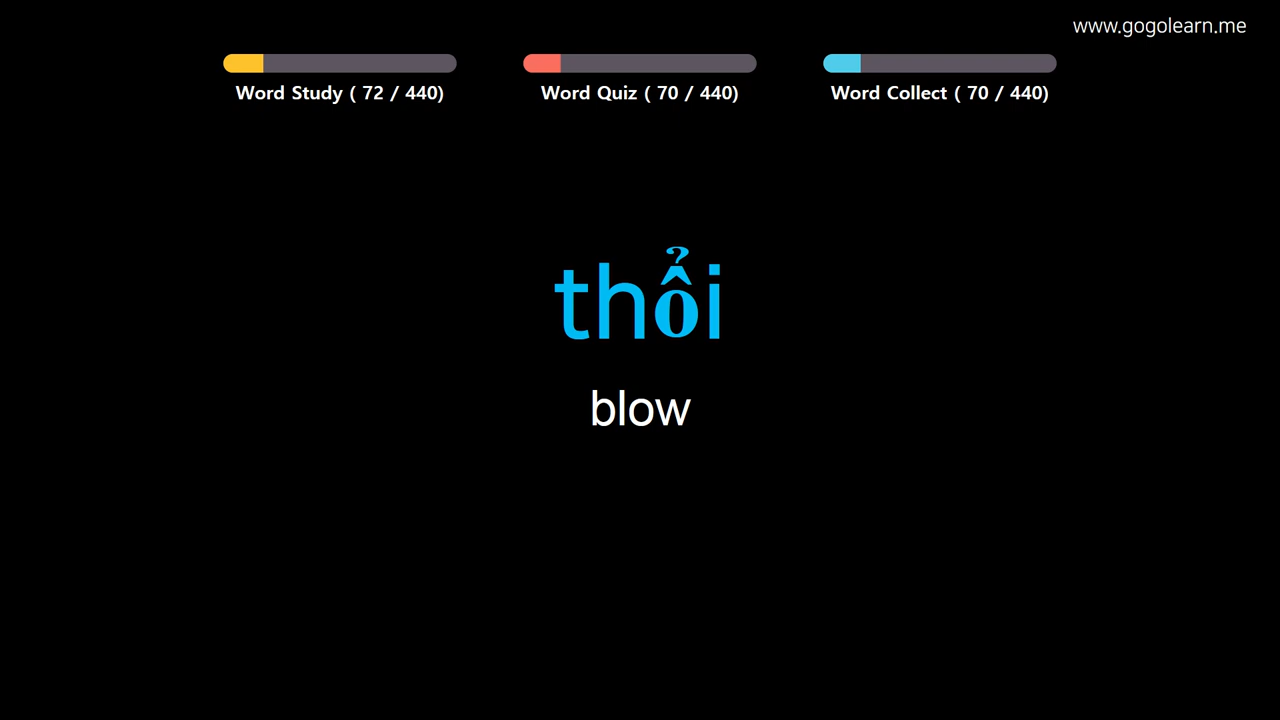 www.gogolearn.me
Word Study ( 72 / 440)
Word Quiz ( 70 / 440)
Word Collect ( 70 / 440)
thổi
blow